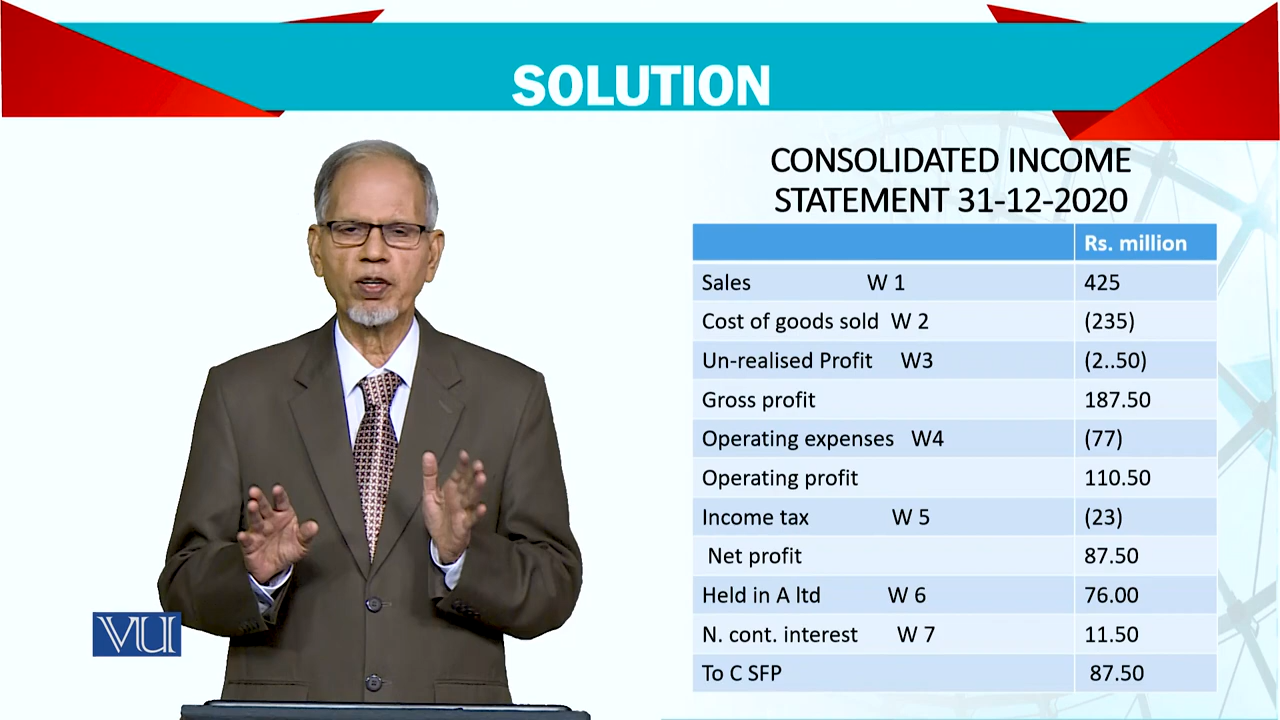 SOLUTION
CONSOLIDATED INCOME
STATEMENT 31-12-2020
Rs. million
Sales W 1 425
Cost of goods sold W 2 (235)
Un-realised Profit W3 (2..50)
Gross profit 187.50
Operating expenses W4 (77)
Operating profit 110.50
Income tax W 5 (23)
Net profit 87.50
Held in A ltd W 6 76.00
N. cont. interest W 7 11.50
To C SFP 87.50
VU